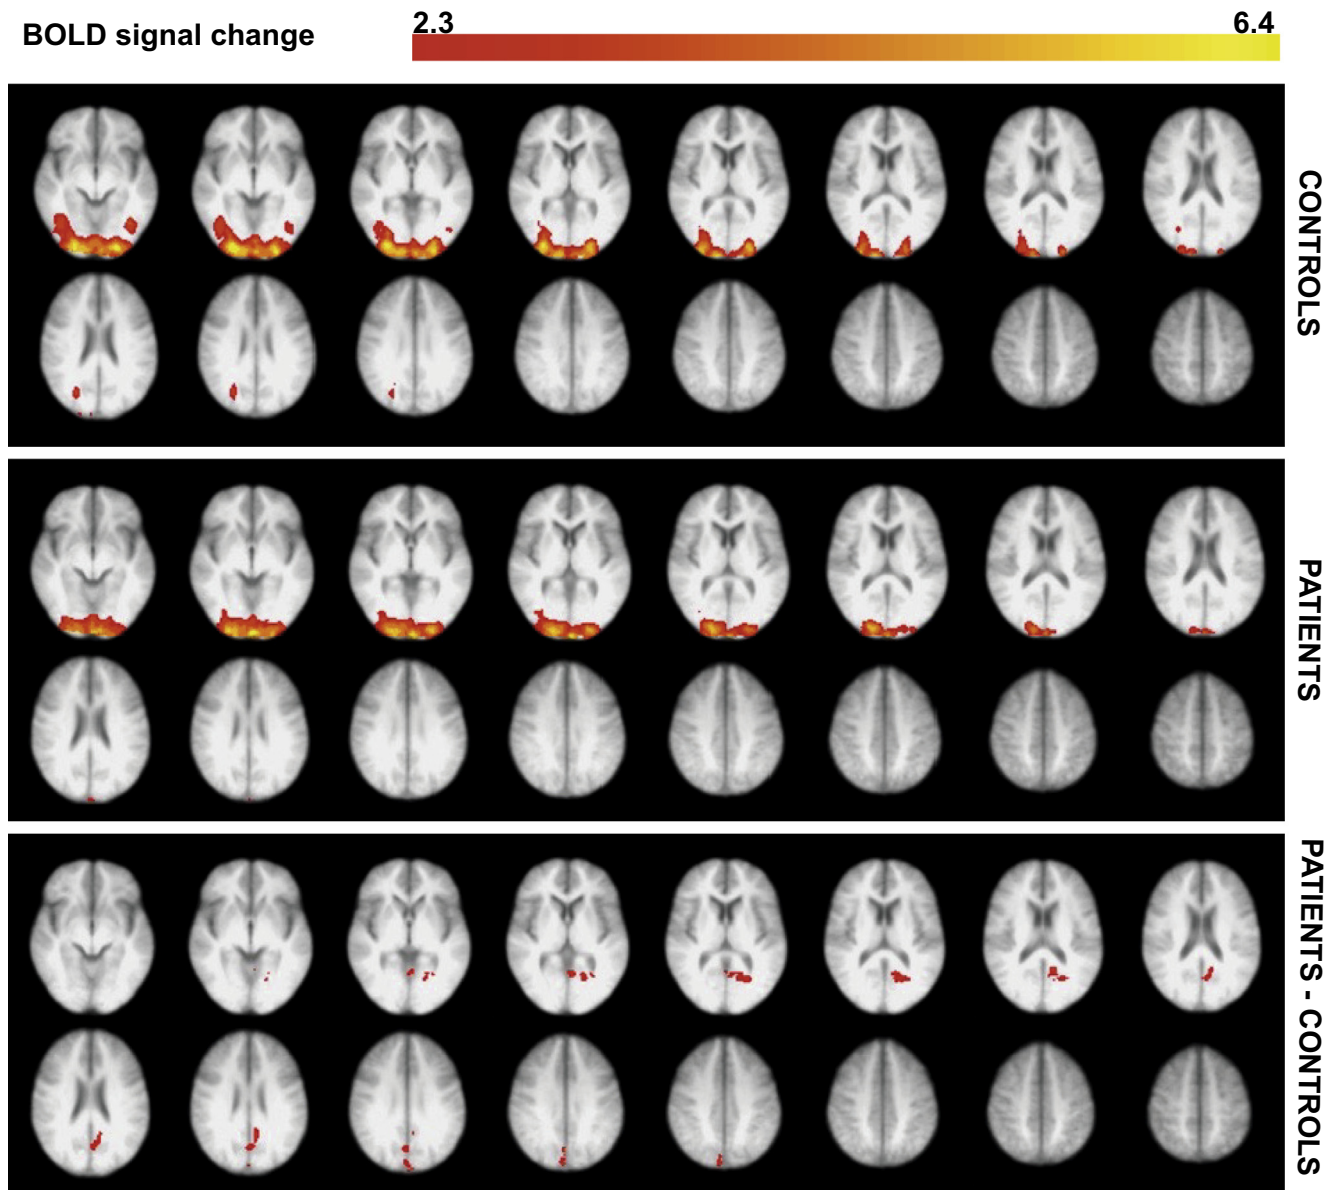 BOLD signal change
2.3
6.4
CONTROLS
PATIENTS
PATIENTS - CONTROLS